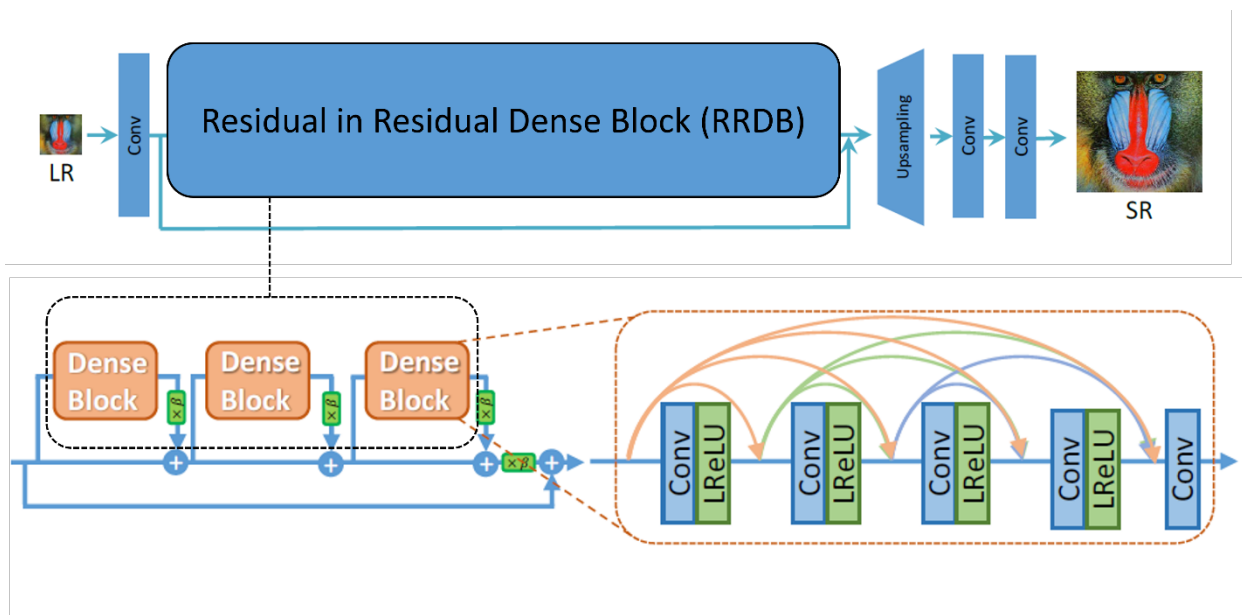 LR
Conv
Residual in Residual Dense Block (RRDB)
Upsampling
Conv
Conv
SR
Dense
Block
×β
Dense
Block
×β
Dense
Block
×β
×β
Conv
LReLU
Conv
LReLU
Conv
LReLU
Conv
LReLU
Conv